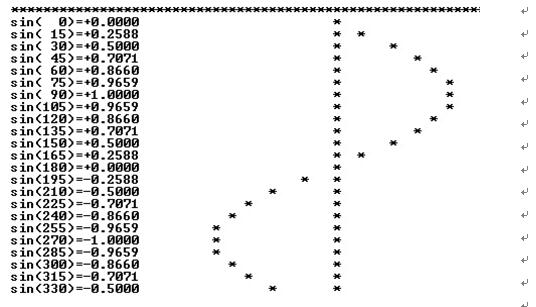 ***********************************************************
sin(  0)=+0.0000                        *
sin( 15)=+0.2588                        *  *
sin( 30)=+0.5000                        *      *
sin( 45)=+0.7071                        *         *
sin( 60)=+0.8660                        *           *
sin( 75)=+0.9659                        *             *
sin( 90)=+1.0000                        *             *
sin(105)=+0.9659                        *             *
sin(120)=+0.8660                        *           *
sin(135)=+0.7071                        *         *
sin(150)=+0.5000                        *      *
sin(165)=+0.2588                        *  *
sin(180)=+0.0000                        *
sin(195)=-0.2588                    *   *
sin(210)=-0.5000                *       *
sin(225)=-0.7071             *          *
sin(240)=-0.8660           *            *
sin(255)=-0.9659         *              *
sin(270)=-1.0000         *              *
sin(285)=-0.9659         *              *
sin(300)=-0.8660           *            *
sin(315)=-0.7071             *          *
sin(330)=-0.5000                *       *